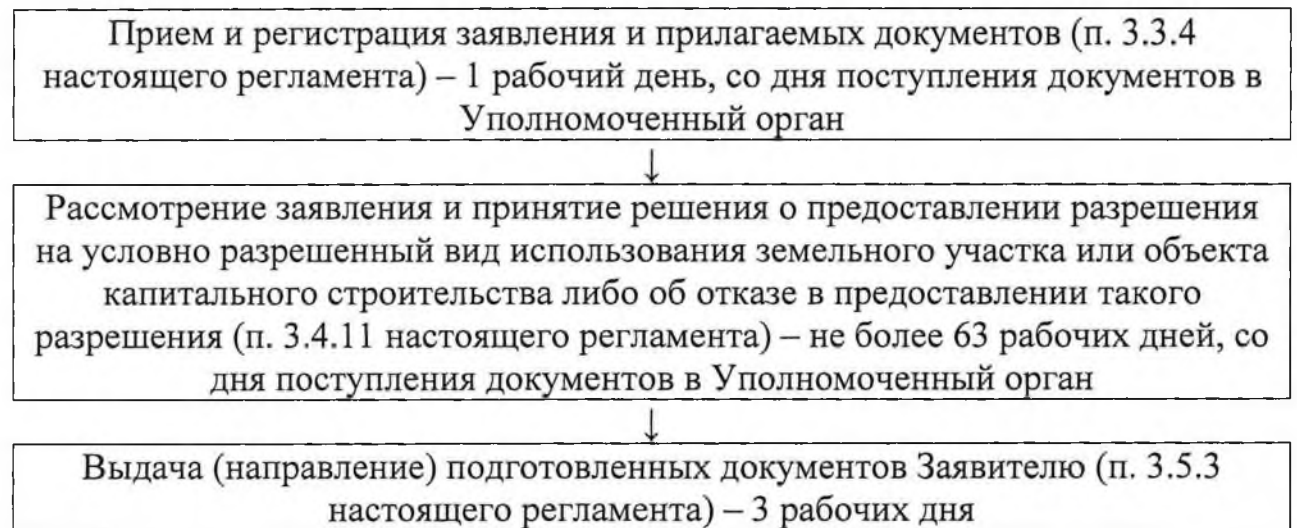 Прием и регистрация заявления и прилагаемых документов (п. 3.3.4
настоящего регламента) – 1 рабочий день, со дня поступления документов в
Уполномоченный орган
↓
Рассмотрение заявления и принятие решения о предоставлении разрешения
на условно разрешенный вид использования земельного участка или объекта
капитального строительства либо об отказе в предоставлении такого
разрешения (п. 3.4.11 настоящего регламента) – не более 63 рабочих дней, со
дня поступления документов в Уполномоченный орган
↓
Выдача (направление) подготовленных документов Заявителю (п. 3.5.3
настоящего регламента) – 3 рабочих дня